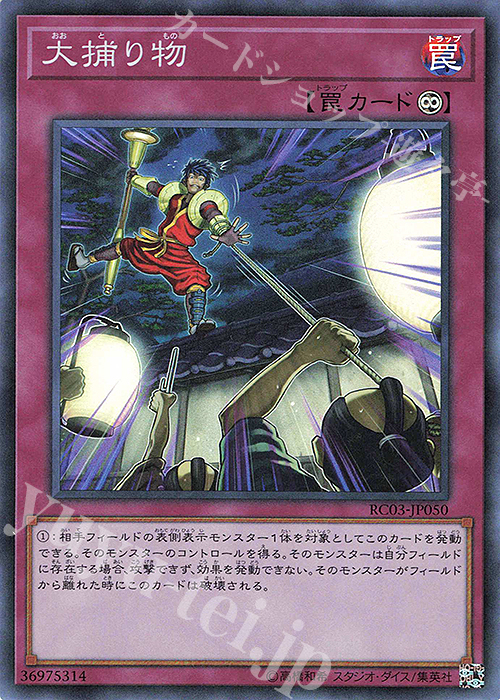 大捕り物
罠
【罠カード】
RC03-JP050
①：相手フィールドの表側表示モンスター1体を対象としてこのカードを発動
できる。そのモンスターのコントロールを得る。そのモンスターは自分フィールド
に存在する場合、攻撃できず、効果を発動できない。そのモンスターがフィールド
から離れた時にこのカードは破壊される。
36975314
©高橋和希 スタジオ・ダイス/集英社
yuyu-tei.jp